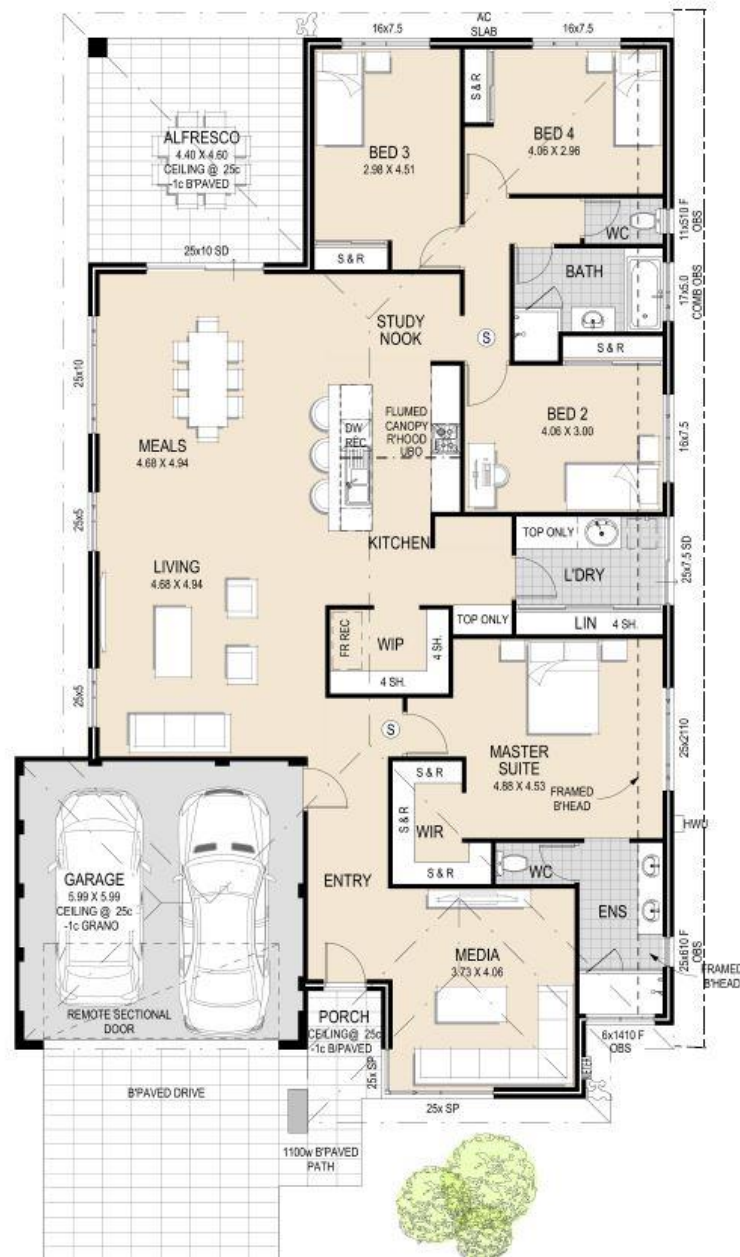 16x7.5
AC
SLAB
16x7.5
S & R
ALFRESCO
4.40 X 4.60
CEILING @ 25c
-1c B'PAVED
BED 3
2.98 X 4.51
BED 4
4.06 X 2.96
WC
11x510 F
OBS
25x10 SD
S & R
BATH
17x5.0
COMB OBS
STUDY
NOOK
S
S & R
25x10
FLUMED
CANOPY
R'HOOD
UBO
DW
REC
BED 2
4.06 X 3.00
16x7.5
MEALS
4.68 X 4.94
25x5
KITCHEN
TOP ONLY
L'DRY
25x7.5 SD
LIVING
4.68 X 4.94
FR REC
WIP
4 SH.
4 SH.
TOP ONLY
LIN 4 SH.
25x5
S
MASTER
SUITE
4.88 X 4.53
25x2110
FRAMED
B'HEAD
S & R
S & R
WIR
S & R
HWU
GARAGE
5.99 X 5.99
CEILING @ 25c
-1c GRANO
ENTRY
WC
ENS
MEDIA
3.73 X 4.06
25x610 F
OBS
FRAMED
B'HEAD
REMOTE SECTIONAL
DOOR
PORCH
CEILING @ 25c
-1c B/PAVED
25x SP
6x1410 F
OBS
METER
B'PAVED DRIVE
25x SP
1100w B'PAVED
PATH